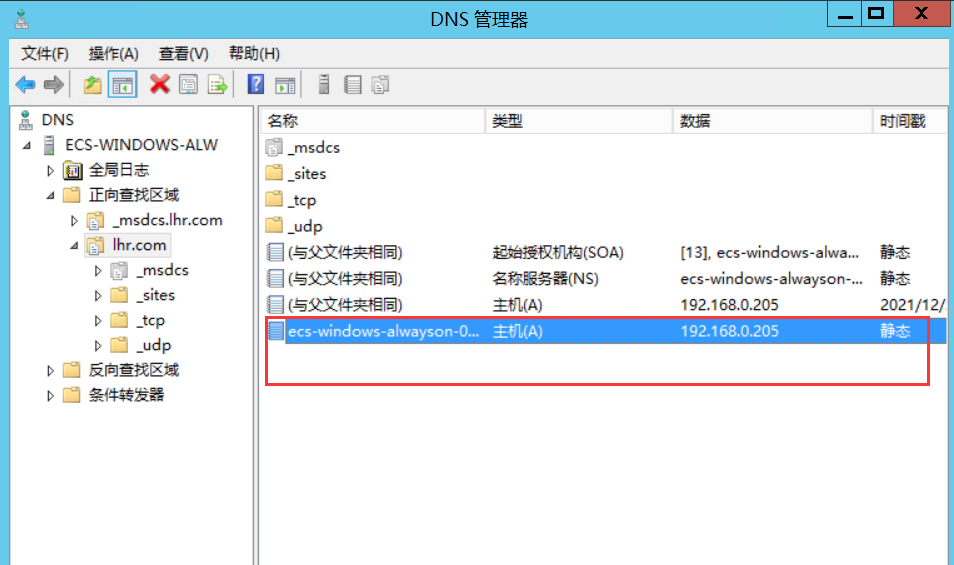 DNS 管理器
文件(F) 操作(A) 查看(V) 帮助(H)
DNS
ECS-WINDOWS-ALW
全局日志
正向查找区域
_msdcs.lhr.com
lhr.com
_msdcs
_sites
_tcp
_udp
反向查找区域
条件转发器
名称 类型 数据 时间戳
_msdcs
_sites
_tcp
_udp
(与父文件夹相同) 起始授权机构(SOA) [13], ecs-windows-alwa... 静态
(与父文件夹相同) 名称服务器(NS) ecs-windows-alwayson-... 静态
(与父文件夹相同) 主机(A) 192.168.0.205 2021/12/
ecs-windows-alwayson-0... 主机(A) 192.168.0.205 静态